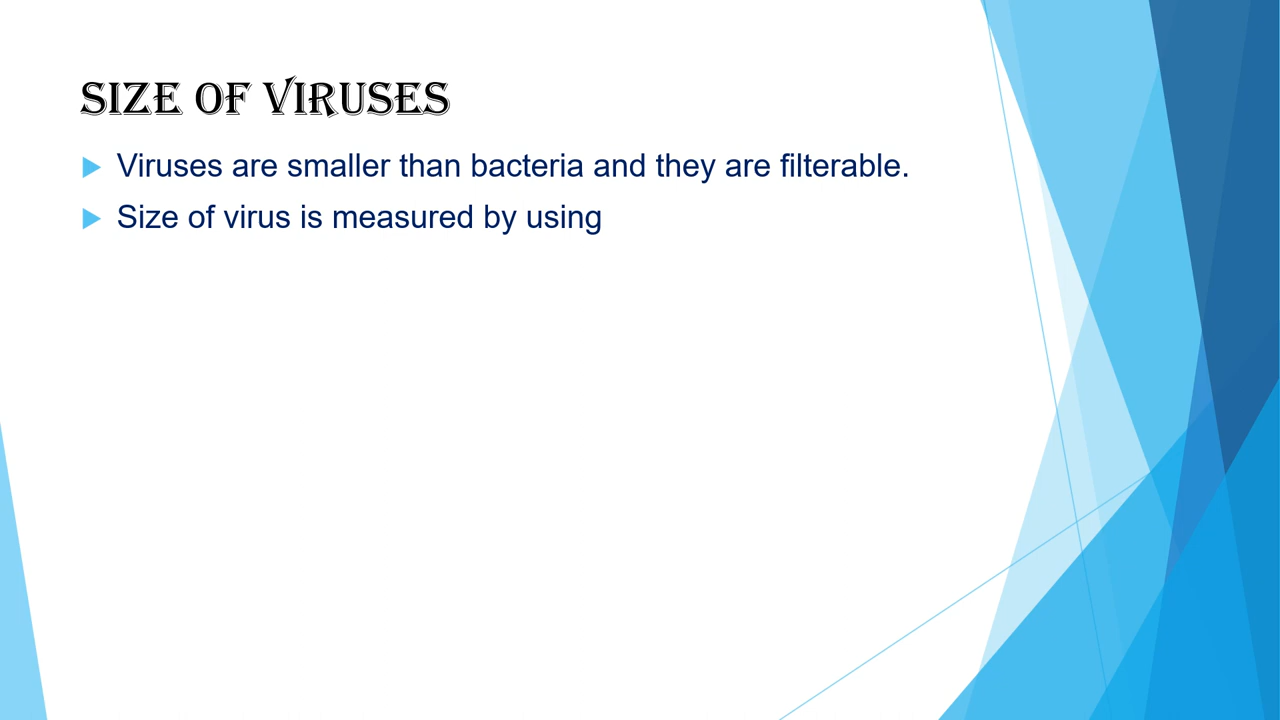 SIZE OF VIRUSES
Viruses are smaller than bacteria and they are filterable.
Size of virus is measured by using